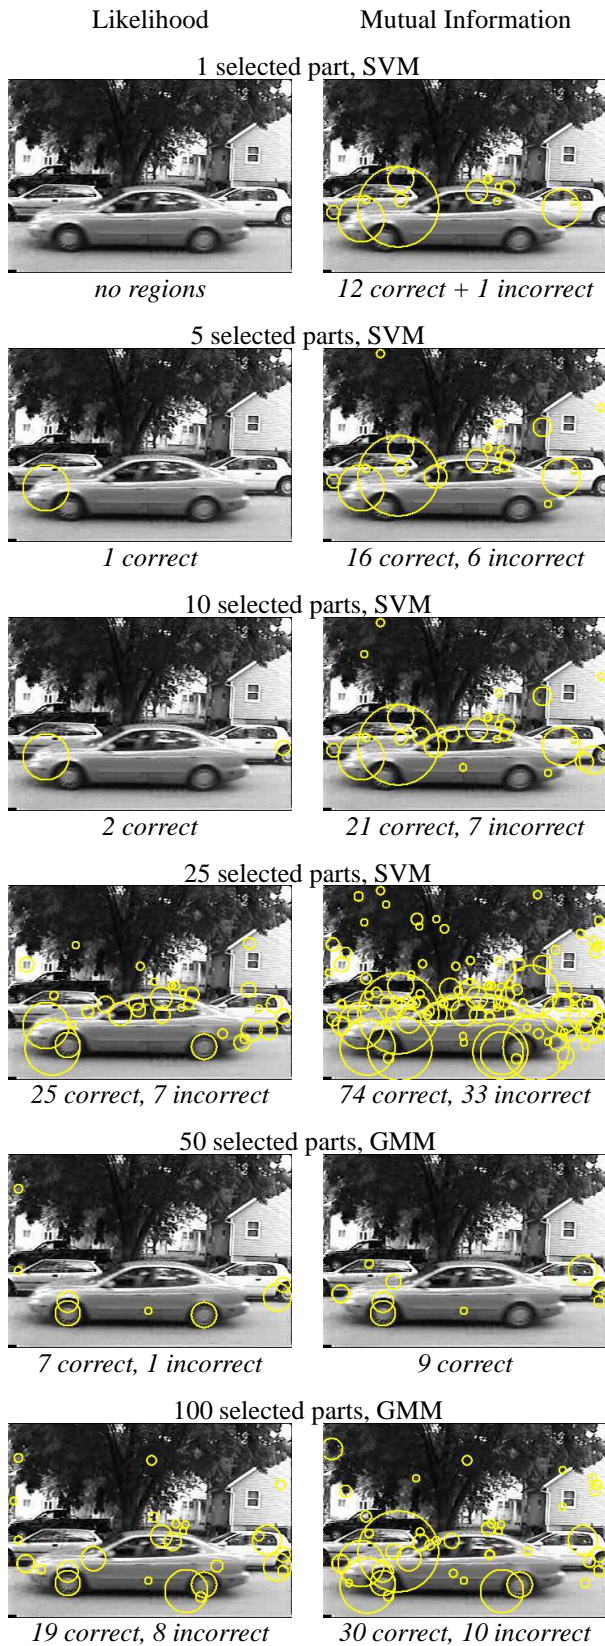 Likelihood Mutual Information
1 selected part, SVM
no regions 12 correct + 1 incorrect
5 selected parts, SVM
1 correct 16 correct, 6 incorrect
10 selected parts, SVM
2 correct 21 correct, 7 incorrect
25 selected parts, SVM
25 correct, 7 incorrect 74 correct, 33 incorrect
50 selected parts, GMM
7 correct, 1 incorrect 9 correct
100 selected parts, GMM
19 correct, 8 incorrect 30 correct, 10 incorrect